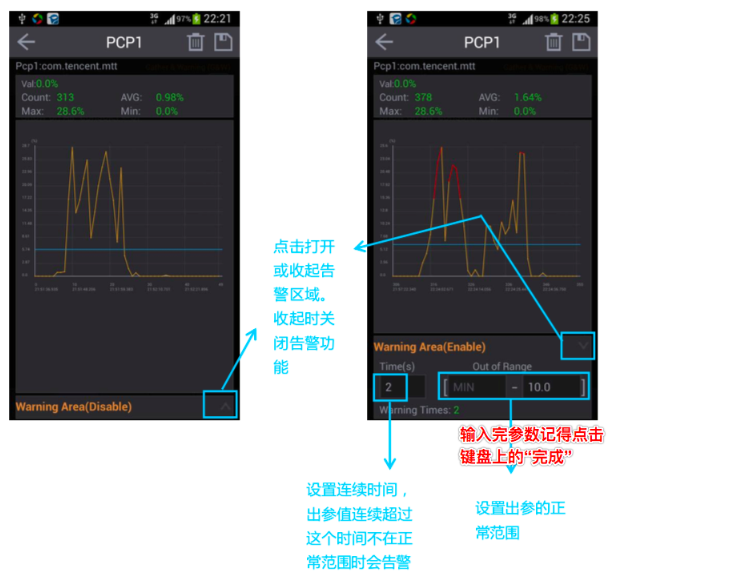 3G 97% 22:21
PCP1
Pcp1:com.tencent.mtt
Val:0.0%
Count: 313 AVG: 0.98%
Max: 28.6% Min: 0.0%
Warning Area(Disable)
点击打开
或收起告
警区域。
收起时关
闭告警功
能
3G 98% 22:25
PCP1
Pcp1:com.tencent.mtt
Val:0.0%
Count: 378 AVG: 1.64%
Max: 28.6% Min: 0.0%
Warning Area(Enable)
Time(s) Out of Range
2 [ MIN – 10.0 ]
Warning Times: 2
输入完参数记得点击
键盘上的“完成”
设置连续时间，
出参值连续超过
这个时间不在正
常范围时会告警
设置出参的正
常范围